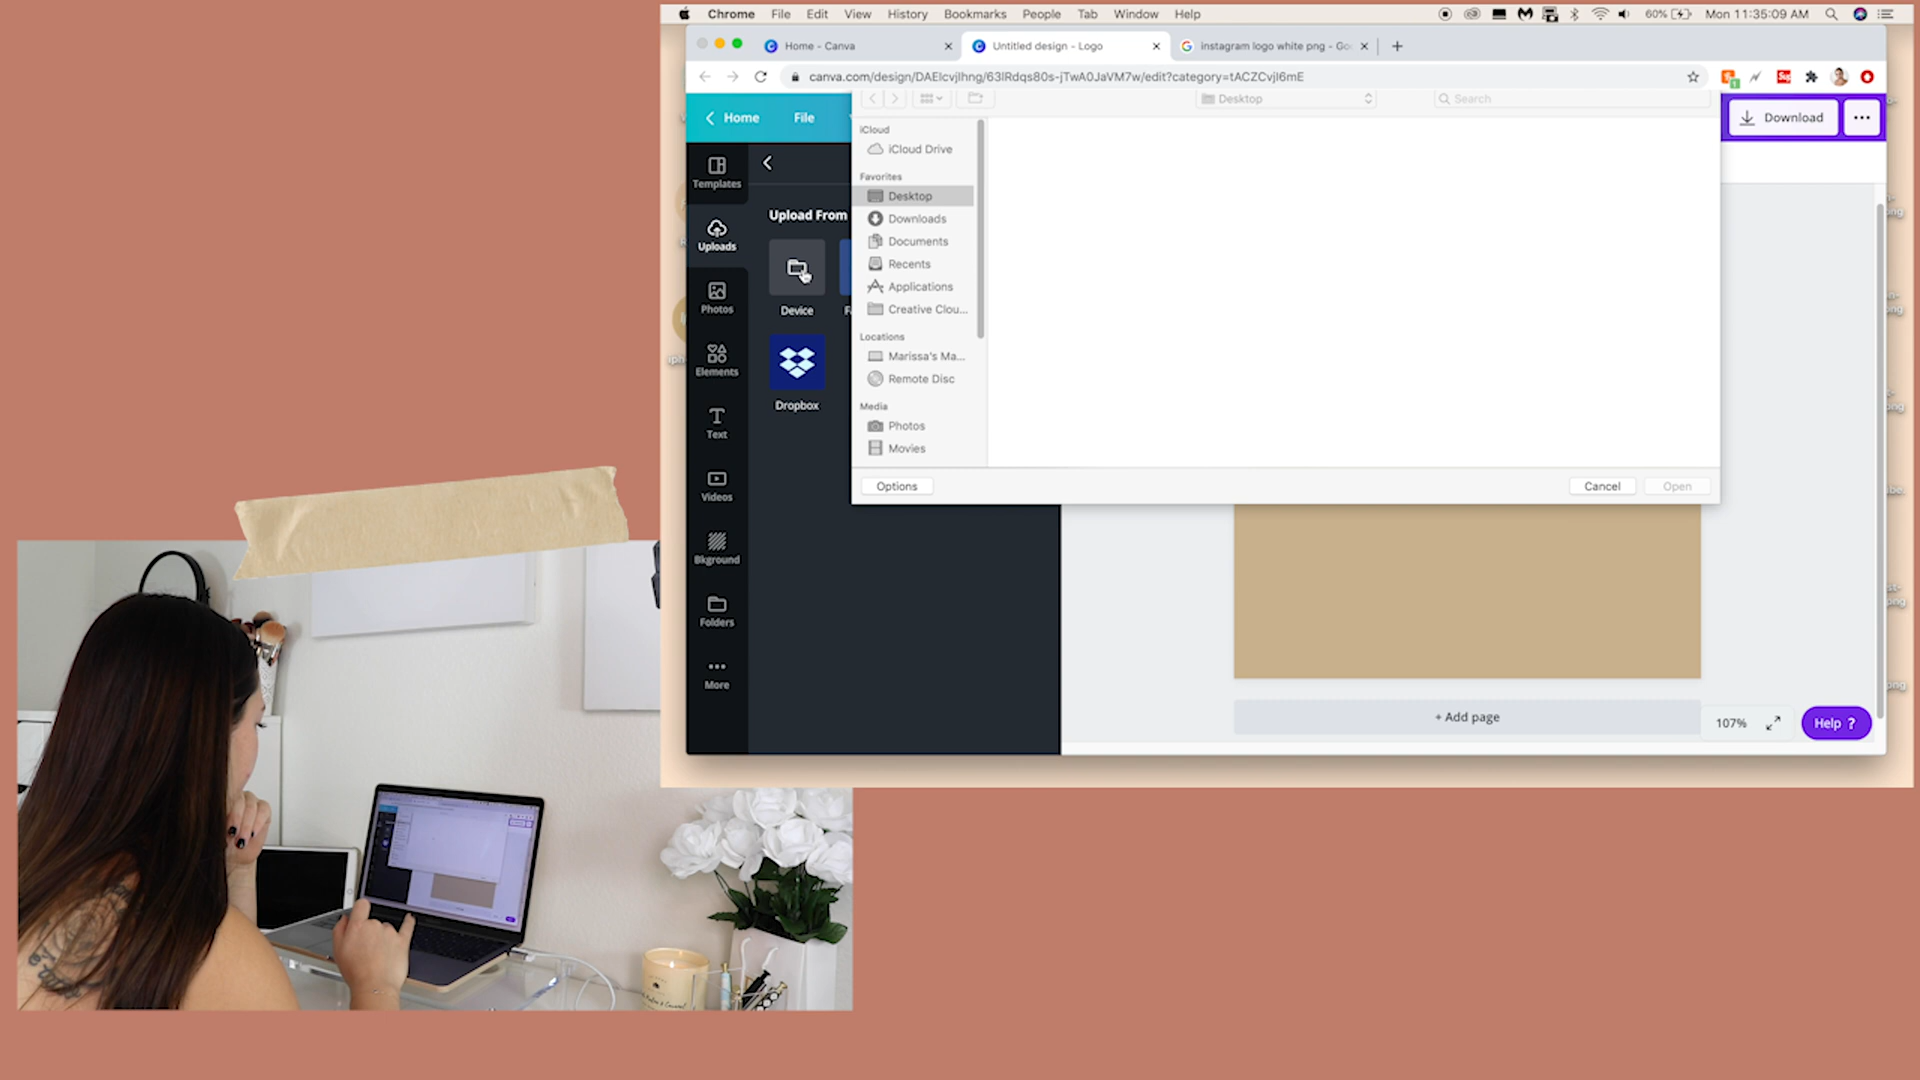 Chrome File Edit View History Bookmarks People Tab Window Help
60% Mon 11:35:09 AM
Home - Canva
Untitled design - Logo
instagram logo white png - Go
canva.com/design/DAElcvjlhng/63lRdqs80s-jTwA0JaVM7w/edit?category=tACZCvjl6mE
Home
File
Desktop
Search
Download
Templates
Uploads
Photos
Elements
Text
Videos
Bkground
Folders
More
Upload From
Device
Dropbox
iCloud
iCloud Drive
Favorites
Desktop
Downloads
Documents
Recents
Applications
Creative Clou...
Locations
Marissa's Ma...
Remote Disc
Media
Photos
Movies
Options
Cancel
Open
+ Add page
107%
Help ?